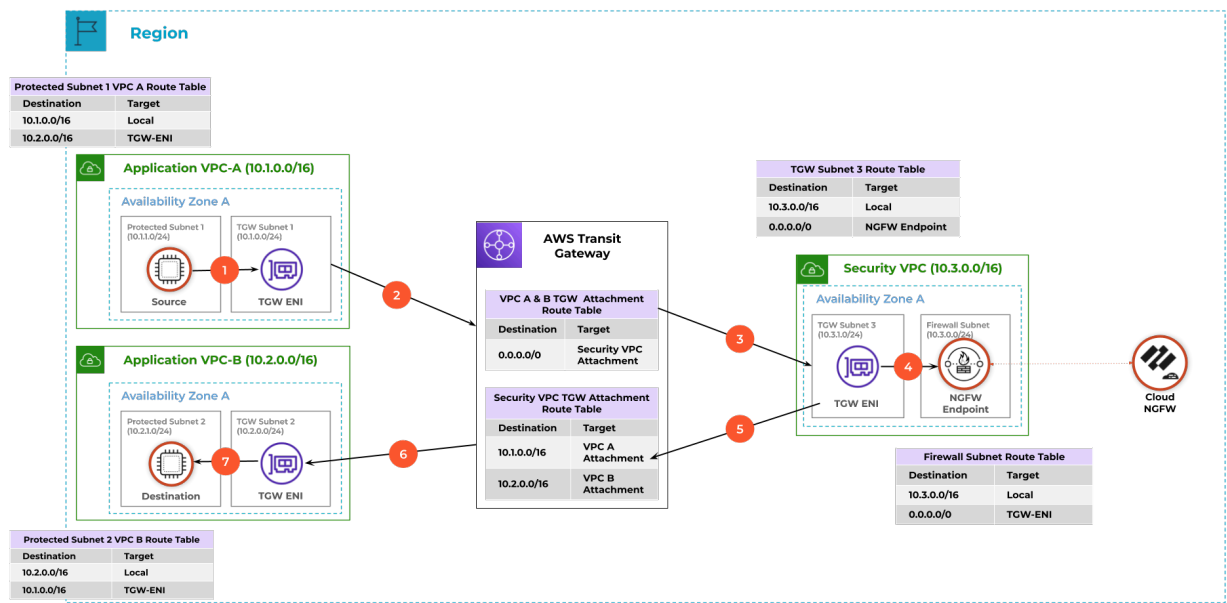 Region
Protected Subnet 1 VPC A Route Table
Destination Target
10.1.0.0/16 Local
10.2.0.0/16 TGW-ENI
Application VPC-A (10.1.0.0/16)
Availability Zone A
Protected Subnet 1
(10.1.1.0/24)
Source
TGW Subnet 1
(10.1.0.0/24)
TGW ENI
1
2
Application VPC-B (10.2.0.0/16)
Availability Zone A
Protected Subnet 2
(10.2.1.0/24)
Destination
TGW Subnet 2
(10.2.0.0/24)
TGW ENI
7
6
Protected Subnet 2 VPC B Route Table
Destination Target
10.2.0.0/16 Local
10.1.0.0/16 TGW-ENI
AWS Transit
Gateway
VPC A & B TGW Attachment
Route Table
Destination Target
0.0.0.0/0 Security VPC
Attachment
Security VPC TGW Attachment
Route Table
Destination Target
10.1.0.0/16 VPC A
Attachment
10.2.0.0/16 VPC B
Attachment
3
5
TGW Subnet 3 Route Table
Destination Target
10.3.0.0/16 Local
0.0.0.0/0 NGFW Endpoint
Security VPC (10.3.0.0/16)
Availability Zone A
TGW Subnet 3
(10.3.1.0/24)
TGW ENI
4
Firewall Subnet
(10.3.0.0/24)
NGFW
Endpoint
Cloud
NGFW
Firewall Subnet Route Table
Destination Target
10.3.0.0/16 Local
0.0.0.0/0 TGW-ENI